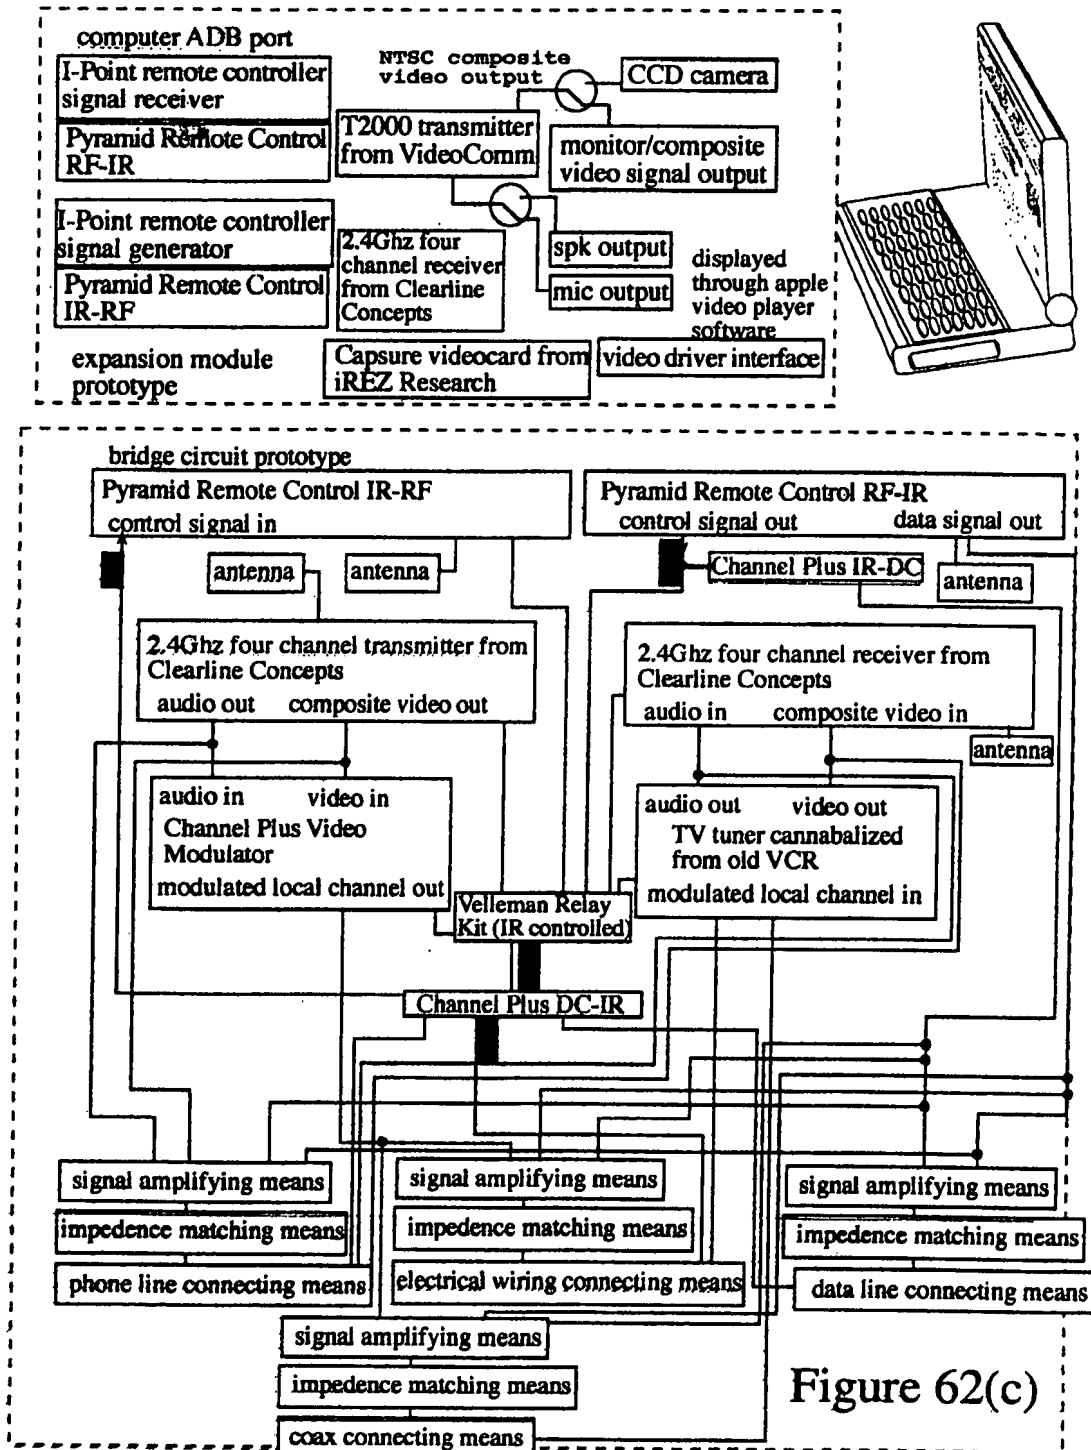 computer ADB port
I-Point remote controller
signal receiver
Pyramid Remote Control
RF-IR
I-Point remote controller
signal generator
Pyramid Remote Control
IR-RF
expansion module
prototype
NTSC composite
video output
CCD camera
T2000 transmitter
from VideoComm
monitor/composite
video signal output
2.4Ghz four
channel receiver
from Clearline
Concepts
spk output
mic output
displayed
through apple
video player
software
Capsure videocard from
iREZ Research
video driver interface
bridge circuit prototype
Pyramid Remote Control IR-RF
control signal in
Pyramid Remote Control RF-IR
control signal out data signal out
antenna
antenna
Channel Plus IR-DC
antenna
2.4Ghz four channel transmitter from
Clearline Concepts
audio out composite video out
2.4Ghz four channel receiver from
Clearline Concepts
audio in composite video in
antenna
audio in video in
Channel Plus Video
Modulator
modulated local channel out
audio out video out
TV tuner cannabalized
from old VCR
modulated local channel in
Velleman Relay
Kit (IR controlled)
Channel Plus DC-IR
signal amplifying means
impedence matching means
phone line connecting means
signal amplifying means
impedence matching means
electrical wiring connecting means
signal amplifying means
impedence matching means
data line connecting means
signal amplifying means
impedence matching means
coax connecting means
Figure 62(c)